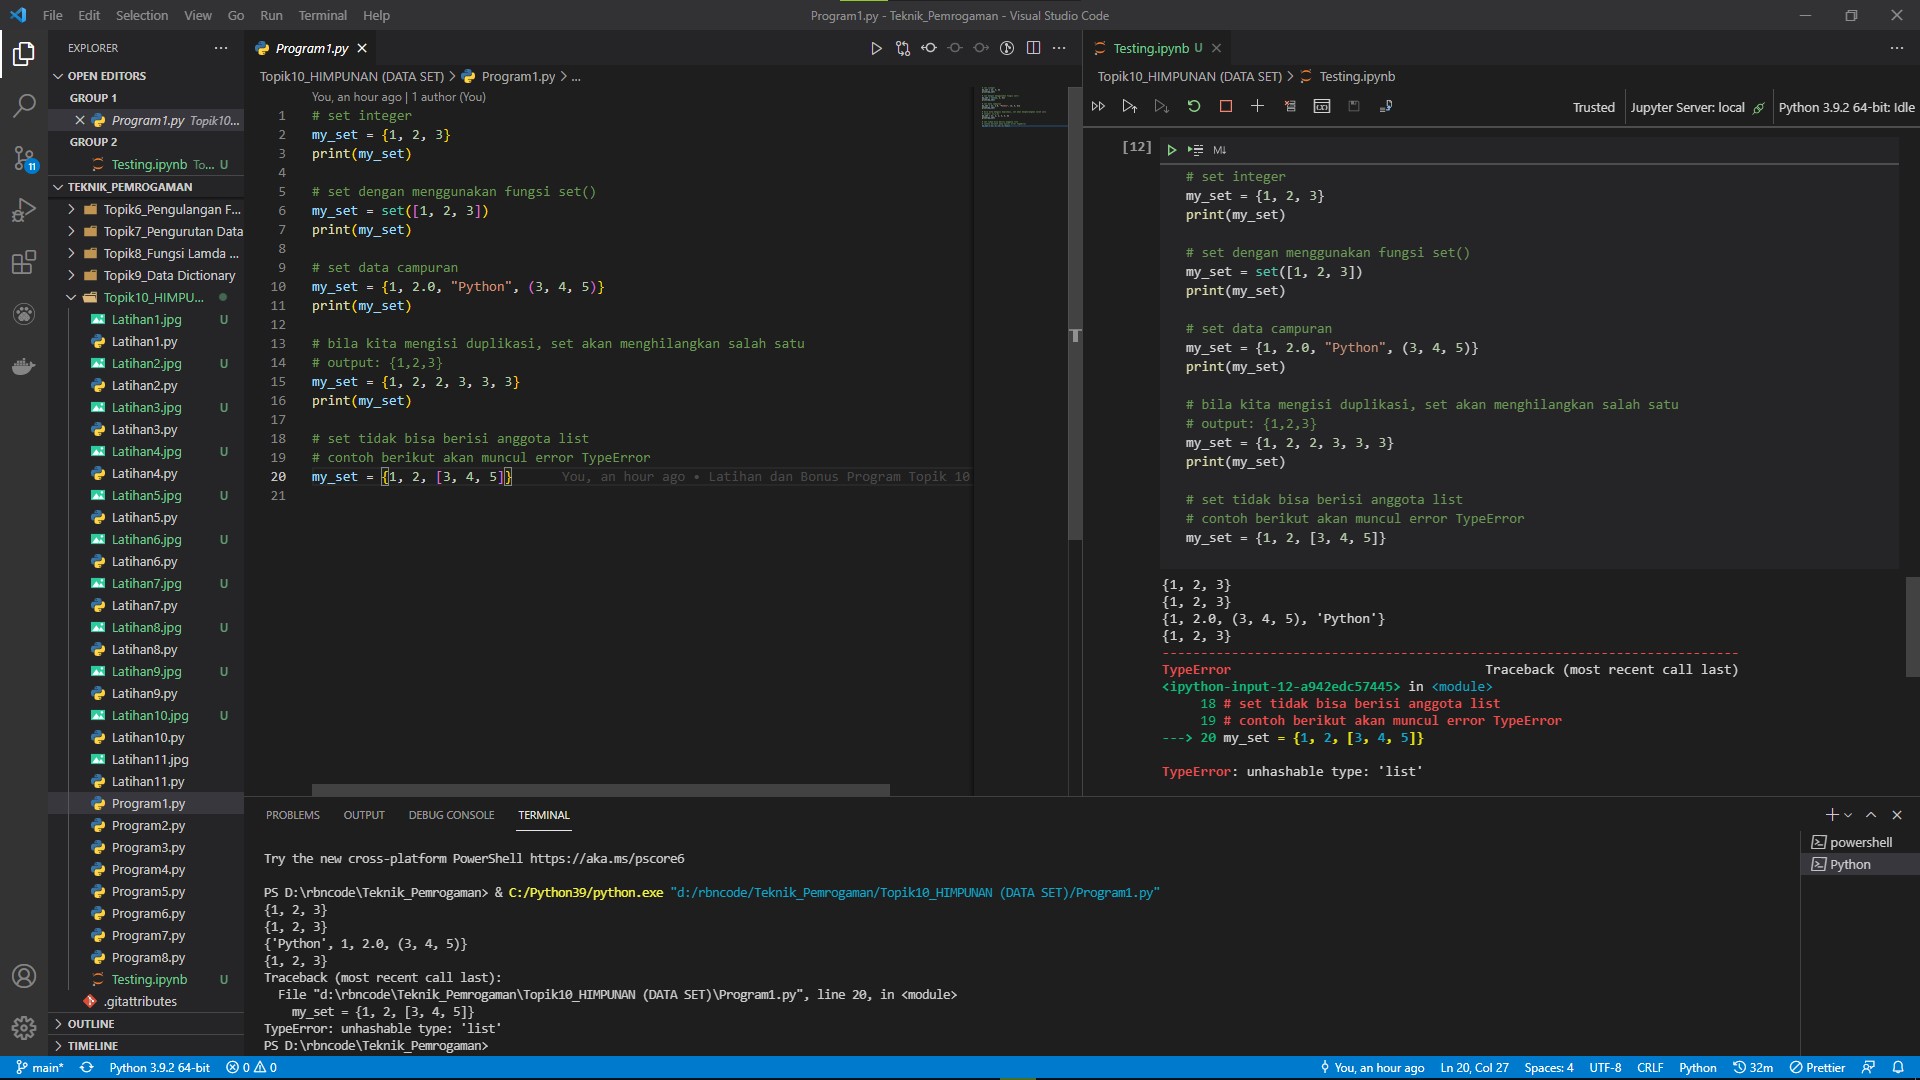 File Edit Selection View Go Run Terminal Help
Program1.py - Teknik_Pemrogaman - Visual Studio Code
EXPLORER
OPEN EDITORS
GROUP 1
Program1.py Topik10...
GROUP 2
Testing.ipynb To... U
TEKNIK_PEMROGAMAN
Topik6_Pengulangan F...
Topik7_Pengurutan Data
Topik8_Fungsi Lamda ...
Topik9_Data Dictionary
Topik10_HIMPU...
Latihan1.jpg U
Latihan1.py
Latihan2.jpg U
Latihan2.py
Latihan3.jpg U
Latihan3.py
Latihan4.jpg U
Latihan4.py
Latihan5.jpg U
Latihan5.py
Latihan6.jpg U
Latihan6.py
Latihan7.jpg U
Latihan7.py
Latihan8.jpg U
Latihan8.py
Latihan9.jpg U
Latihan9.py
Latihan10.jpg U
Latihan10.py
Latihan11.jpg
Latihan11.py
Program1.py
Program2.py
Program3.py
Program4.py
Program5.py
Program6.py
Program7.py
Program8.py
Testing.ipynb U
.gitattributes
OUTLINE
TIMELINE
11
Program1.py
Topik10_HIMPUNAN (DATA SET) > Program1.py > ...
You, an hour ago | 1 author (You)
1 # set integer
2 my_set = {1, 2, 3}
3 print(my_set)
4
5 # set dengan menggunakan fungsi set()
6 my_set = set([1, 2, 3])
7 print(my_set)
8
9 # set data campuran
10 my_set = {1, 2.0, "Python", (3, 4, 5)}
11 print(my_set)
12
13 # bila kita mengisi duplikasi, set akan menghilangkan salah satu
14 # output: {1,2,3}
15 my_set = {1, 2, 2, 3, 3, 3}
16 print(my_set)
17
18 # set tidak bisa berisi anggota list
19 # contoh berikut akan muncul error TypeError
20 my_set = {1, 2, [3, 4, 5]} You, an hour ago • Latihan dan Bonus Program Topik 10
21
Testing.ipynb U
Topik10_HIMPUNAN (DATA SET) > Testing.ipynb
Trusted Jupyter Server: local Python 3.9.2 64-bit: Idle
[12] M↓
# set integer
my_set = {1, 2, 3}
print(my_set)
# set dengan menggunakan fungsi set()
my_set = set([1, 2, 3])
print(my_set)
# set data campuran
my_set = {1, 2.0, "Python", (3, 4, 5)}
print(my_set)
# bila kita mengisi duplikasi, set akan menghilangkan salah satu
# output: {1,2,3}
my_set = {1, 2, 2, 3, 3, 3}
print(my_set)
# set tidak bisa berisi anggota list
# contoh berikut akan muncul error TypeError
my_set = {1, 2, [3, 4, 5]}
{1, 2, 3}
{1, 2, 3}
{1, 2.0, (3, 4, 5), 'Python'}
{1, 2, 3}
---------------------------------------------------------------------------
TypeError Traceback (most recent call last)
<ipython-input-12-a942edc57445> in <module>
18 # set tidak bisa berisi anggota list
19 # contoh berikut akan muncul error TypeError
---> 20 my_set = {1, 2, [3, 4, 5]}
TypeError: unhashable type: 'list'
PROBLEMS OUTPUT DEBUG CONSOLE TERMINAL
Try the new cross-platform PowerShell https://aka.ms/pscore6
PS D:\rbncode\Teknik_Pemrogaman> & C:/Python39/python.exe "d:/rbncode/Teknik_Pemrogaman/Topik10_HIMPUNAN (DATA SET)/Program1.py"
{1, 2, 3}
{1, 2, 3}
{'Python', 1, 2.0, (3, 4, 5)}
{1, 2, 3}
Traceback (most recent call last):
File "d:\rbncode\Teknik_Pemrogaman\Topik10_HIMPUNAN (DATA SET)\Program1.py", line 20, in <module>
my_set = {1, 2, [3, 4, 5]}
TypeError: unhashable type: 'list'
PS D:\rbncode\Teknik_Pemrogaman>
powershell
Python
main* Python 3.9.2 64-bit 0 0 You, an hour ago Ln 20, Col 27 Spaces: 4 UTF-8 CRLF Python 32m Prettier